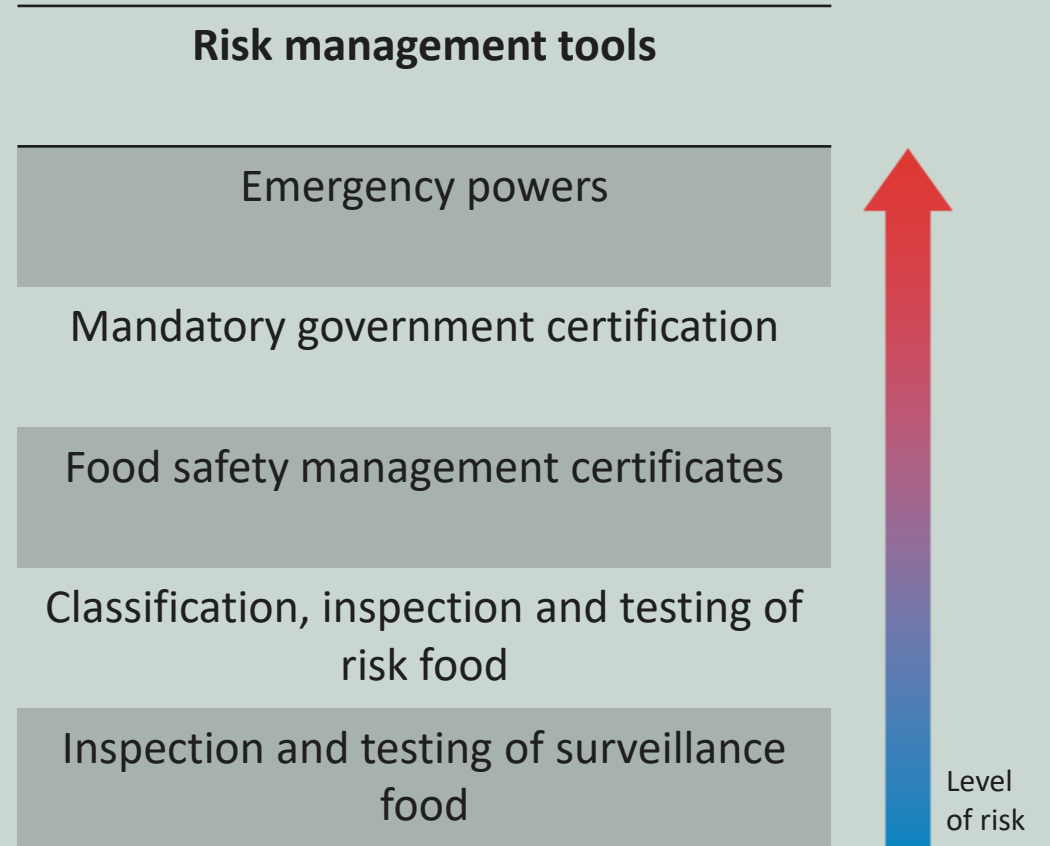 Risk management tools
Emergency powers
Mandatory government certification
Food safety management certificates
Classification, inspection and testing of
risk food
Inspection and testing of surveillance
food
Level
of risk